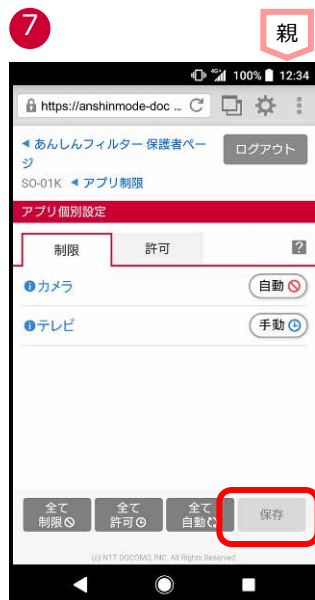 7
親
4G+ 100% 12:34
https://anshinmode-doc ...
あんしんフィルター 保護者ペー
ジ
ログアウト
SO-01K アプリ制限
アプリ個別設定
制限 許可 ?
カメラ 自動
テレビ 手動
全て
制限
全て
許可
全て
自動
保存
(c) NTT DOCOMO, INC. All Rights Reserved.